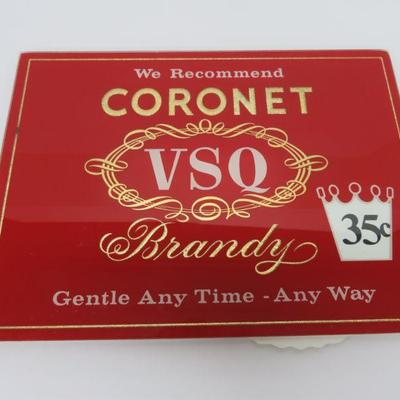 We Recommend
CORONET
VSQ
Brandy
35c
Gentle Any Time - Any Way